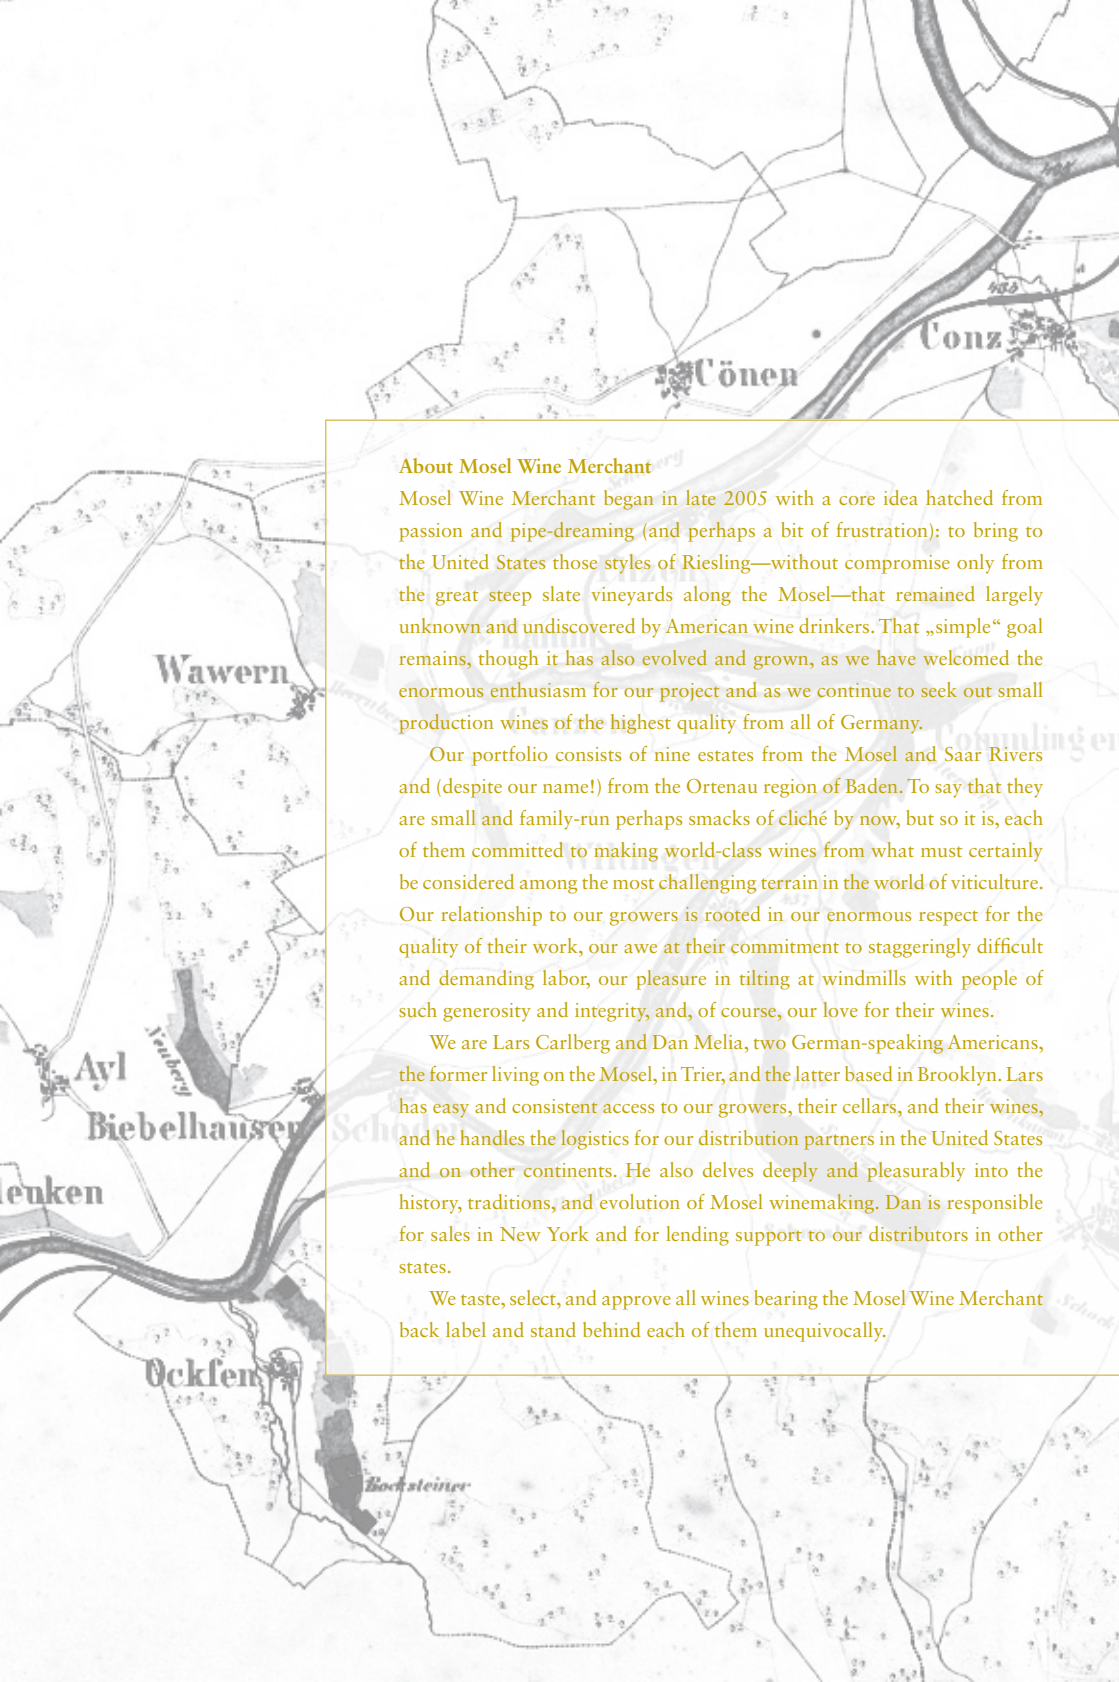 Conz
Cönen
About Mosel Wine Merchant
Mosel Wine Merchant began in late 2005 with a core idea hatched from
passion and pipe-dreaming (and perhaps a bit of frustration): to bring to
the United States those styles of Riesling—without compromise only from
the great steep slate vineyards along the Mosel—that remained largely
unknown and undiscovered by American wine drinkers. That „simple“ goal
remains, though it has also evolved and grown, as we have welcomed the
enormous enthusiasm for our project and as we continue to seek out small
production wines of the highest quality from all of Germany.
Our portfolio consists of nine estates from the Mosel and Saar Rivers
and (despite our name!) from the Ortenau region of Baden. To say that they
are small and family-run perhaps smacks of cliché by now, but so it is, each
of them committed to making world-class wines from what must certainly
be considered among the most challenging terrain in the world of viticulture.
Our relationship to our growers is rooted in our enormous respect for the
quality of their work, our awe at their commitment to staggeringly difficult
and demanding labor, our pleasure in tilting at windmills with people of
such generosity and integrity, and, of course, our love for their wines.
We are Lars Carlberg and Dan Melia, two German-speaking Americans,
the former living on the Mosel, in Trier, and the latter based in Brooklyn. Lars
has easy and consistent access to our growers, their cellars, and their wines,
and he handles the logistics for our distribution partners in the United States
and on other continents. He also delves deeply and pleasurably into the
history, traditions, and evolution of Mosel winemaking. Dan is responsible
for sales in New York and for lending support to our distributors in other
states.
We taste, select, and approve all wines bearing the Mosel Wine Merchant
back label and stand behind each of them unequivocally.
Wawern
Neuberg
Ayl
Biebelhausen
Schoden
Ockfen
Bocksteiner